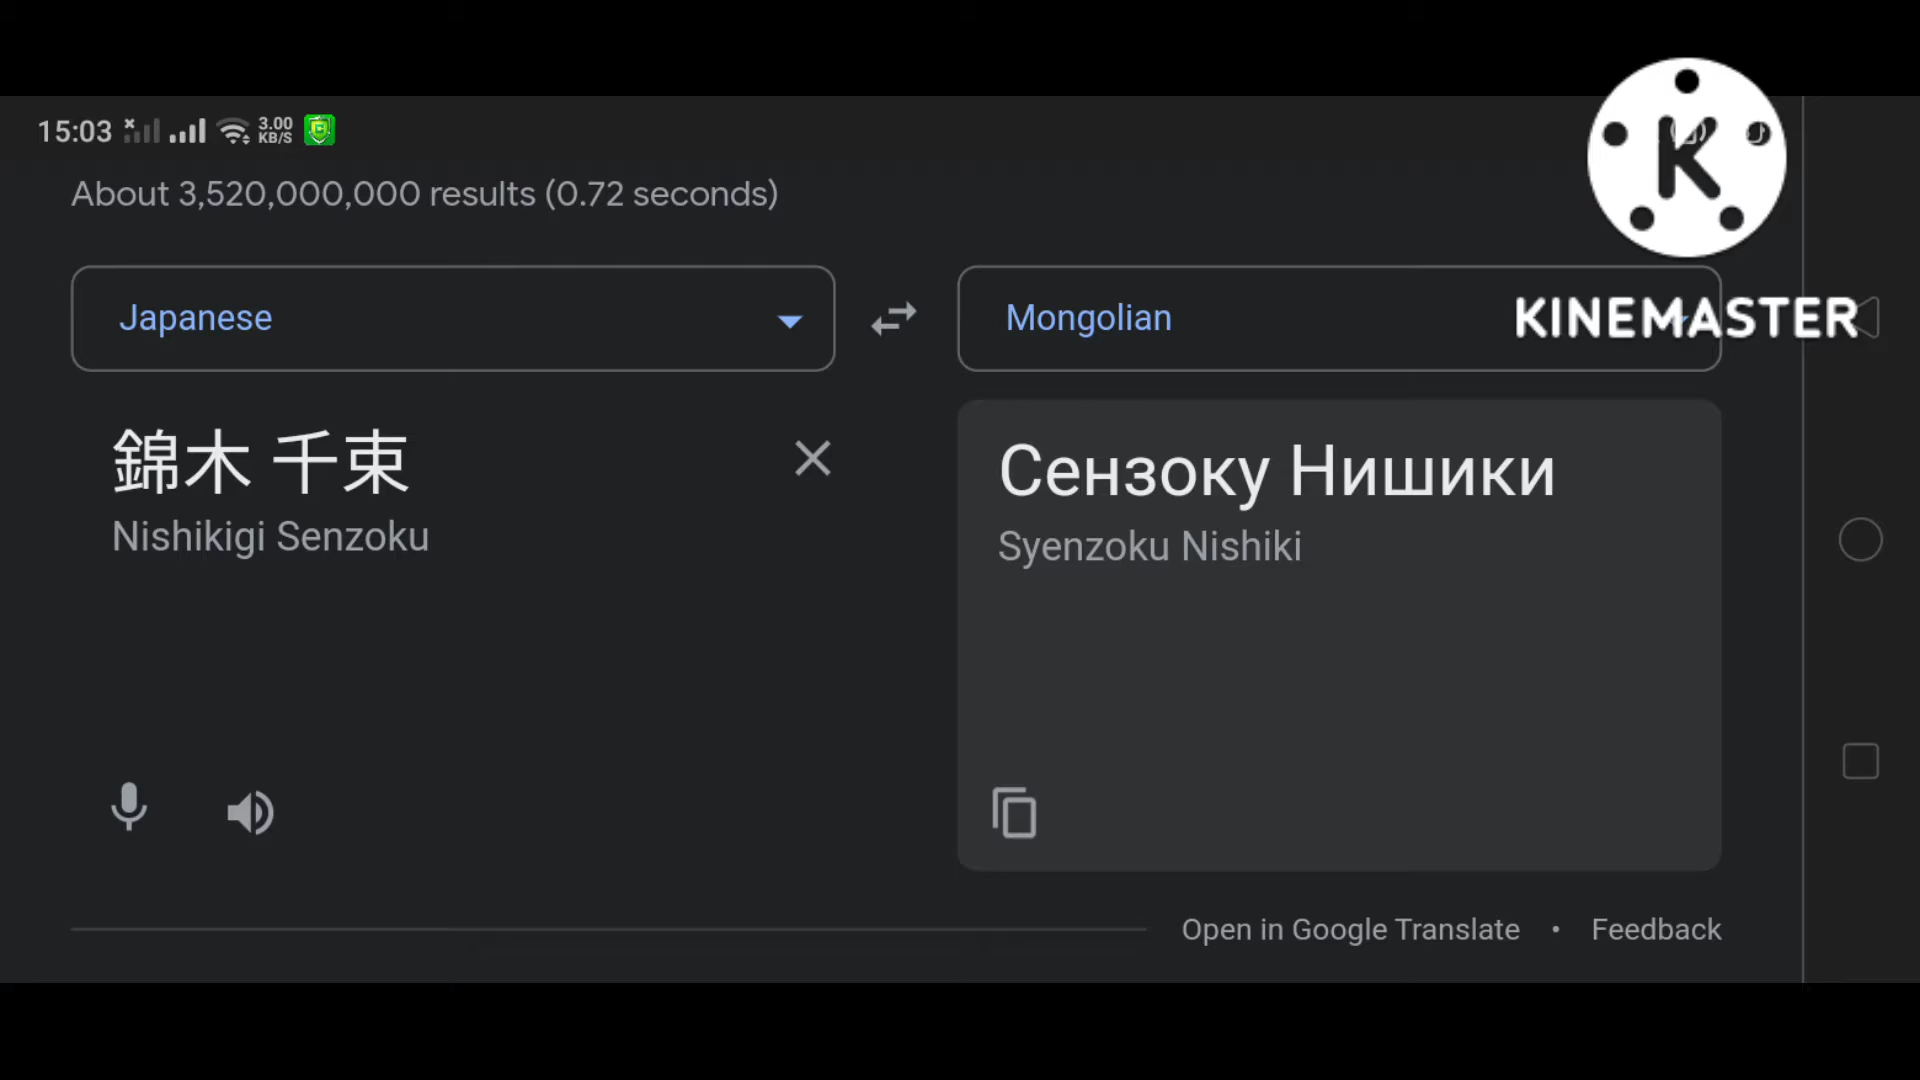 15:03 3.00 KB/S
About 3,520,000,000 results (0.72 seconds)
Japanese
Mongolian
KINEMASTER
錦木 千束
Nishikigi Senzoku
Сензоку Нишики
Syenzoku Nishiki
Open in Google Translate • Feedback